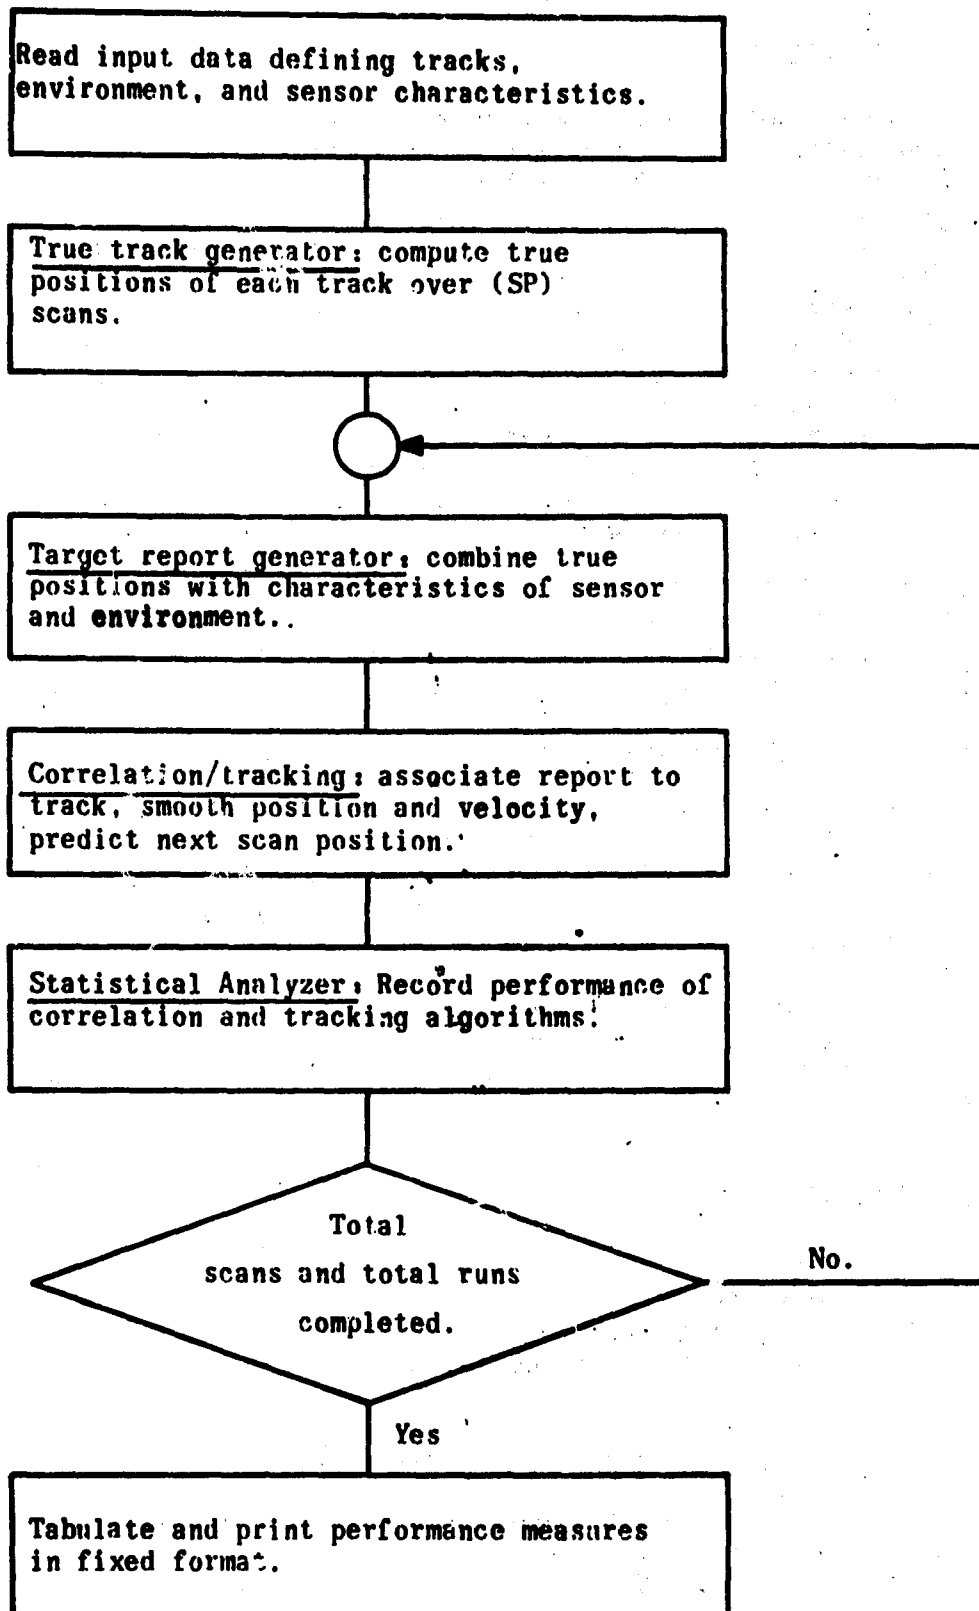 Read input data defining tracks,
environment, and sensor characteristics.
True track generator: compute true
positions of each track over (SP)
scans.
Target report generator: combine true
positions with characteristics of sensor
and environment..
Correlation/tracking: associate report to
track, smooth position and velocity,
predict next scan position.
Statistical Analyzer: Record performance of
correlation and tracking algorithms.
Total
scans and total runs
completed.
No.
Yes
Tabulate and print performance measures
in fixed format.